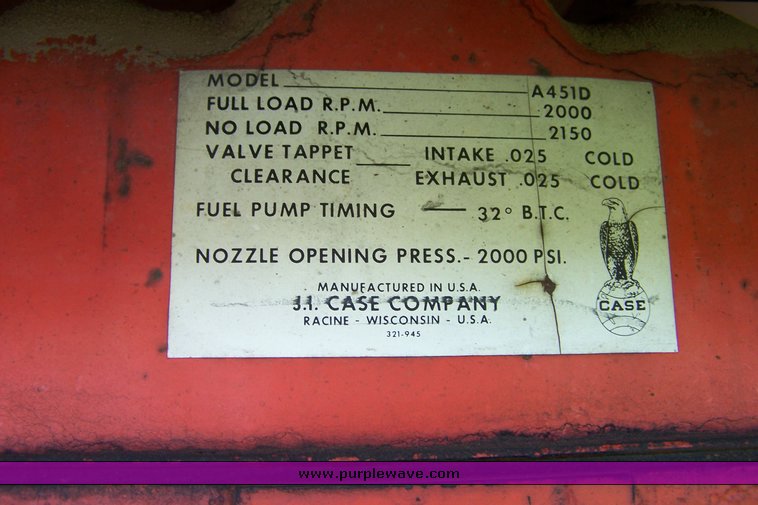 MODEL A451D
FULL LOAD R.P.M. 2000
NO LOAD R.P.M. 2150
VALVE TAPPET INTAKE .025 COLD
CLEARANCE EXHAUST .025 COLD
FUEL PUMP TIMING — 32° B.T.C.
NOZZLE OPENING PRESS.- 2000 PSI.
MANUFACTURED IN U.S.A.
J.I. CASE COMPANY
RACINE - WISCONSIN - U.S.A.
321-945
CASE
www.purplewave.com